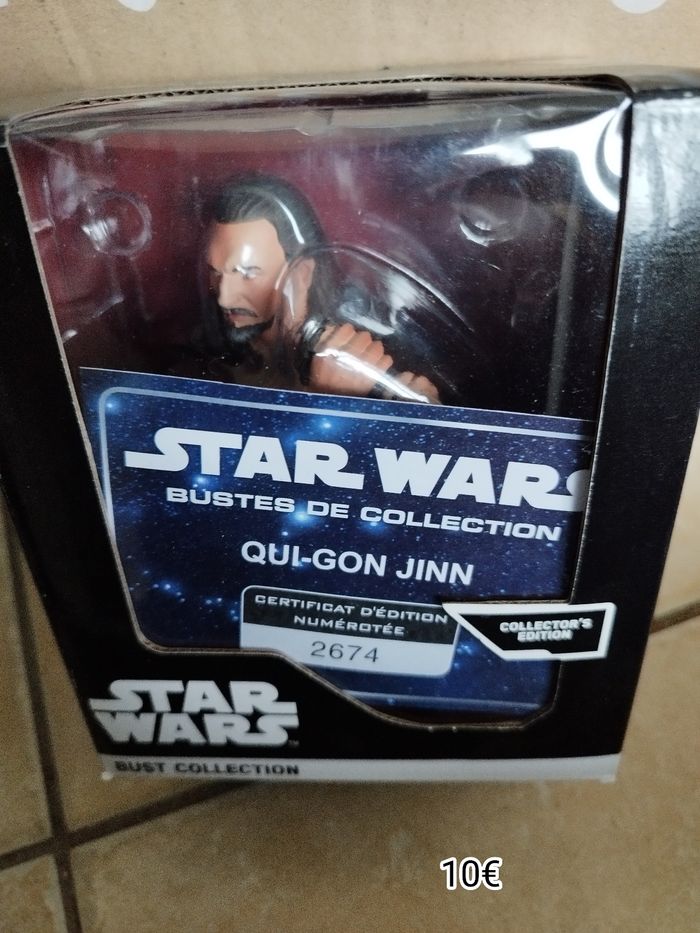 STAR WARS
BUSTES DE COLLECTION
QUI-GON JINN
CERTIFICAT D'ÉDITION
NUMÉROTÉE
2674
COLLECTOR'S
EDITION
STAR
WARS
BUST COLLECTION
10€